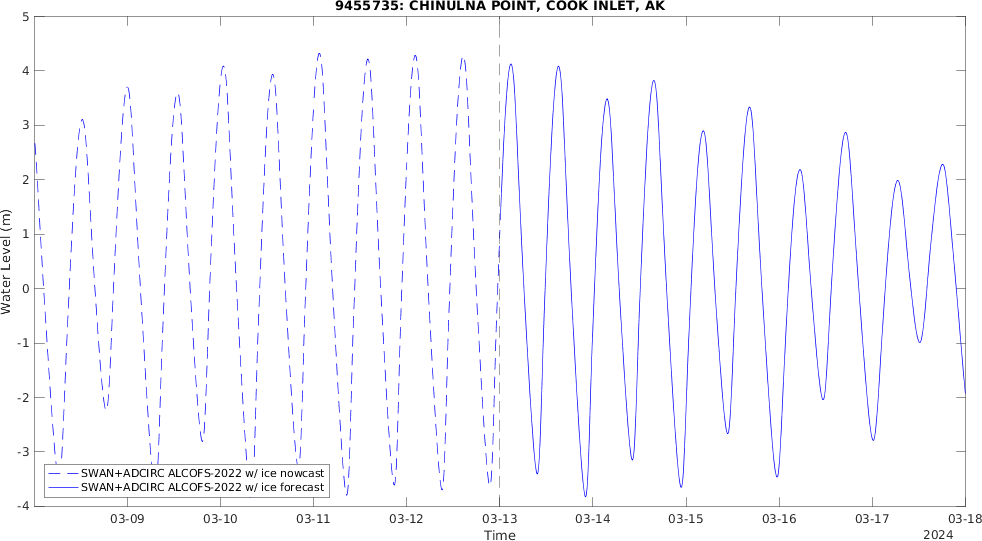 9455735: CHINULNA POINT, COOK INLET, AK
Water Level (m)
5
4
3
2
1
0
-1
-2
-3
-4
SWAN+ADCIRC ALCOFS-2022 w/ ice nowcast
SWAN+ADCIRC ALCOFS-2022 w/ ice forecast
03-09 03-10 03-11 03-12 03-13 03-14 03-15 03-16 03-17 03-18
Time
2024